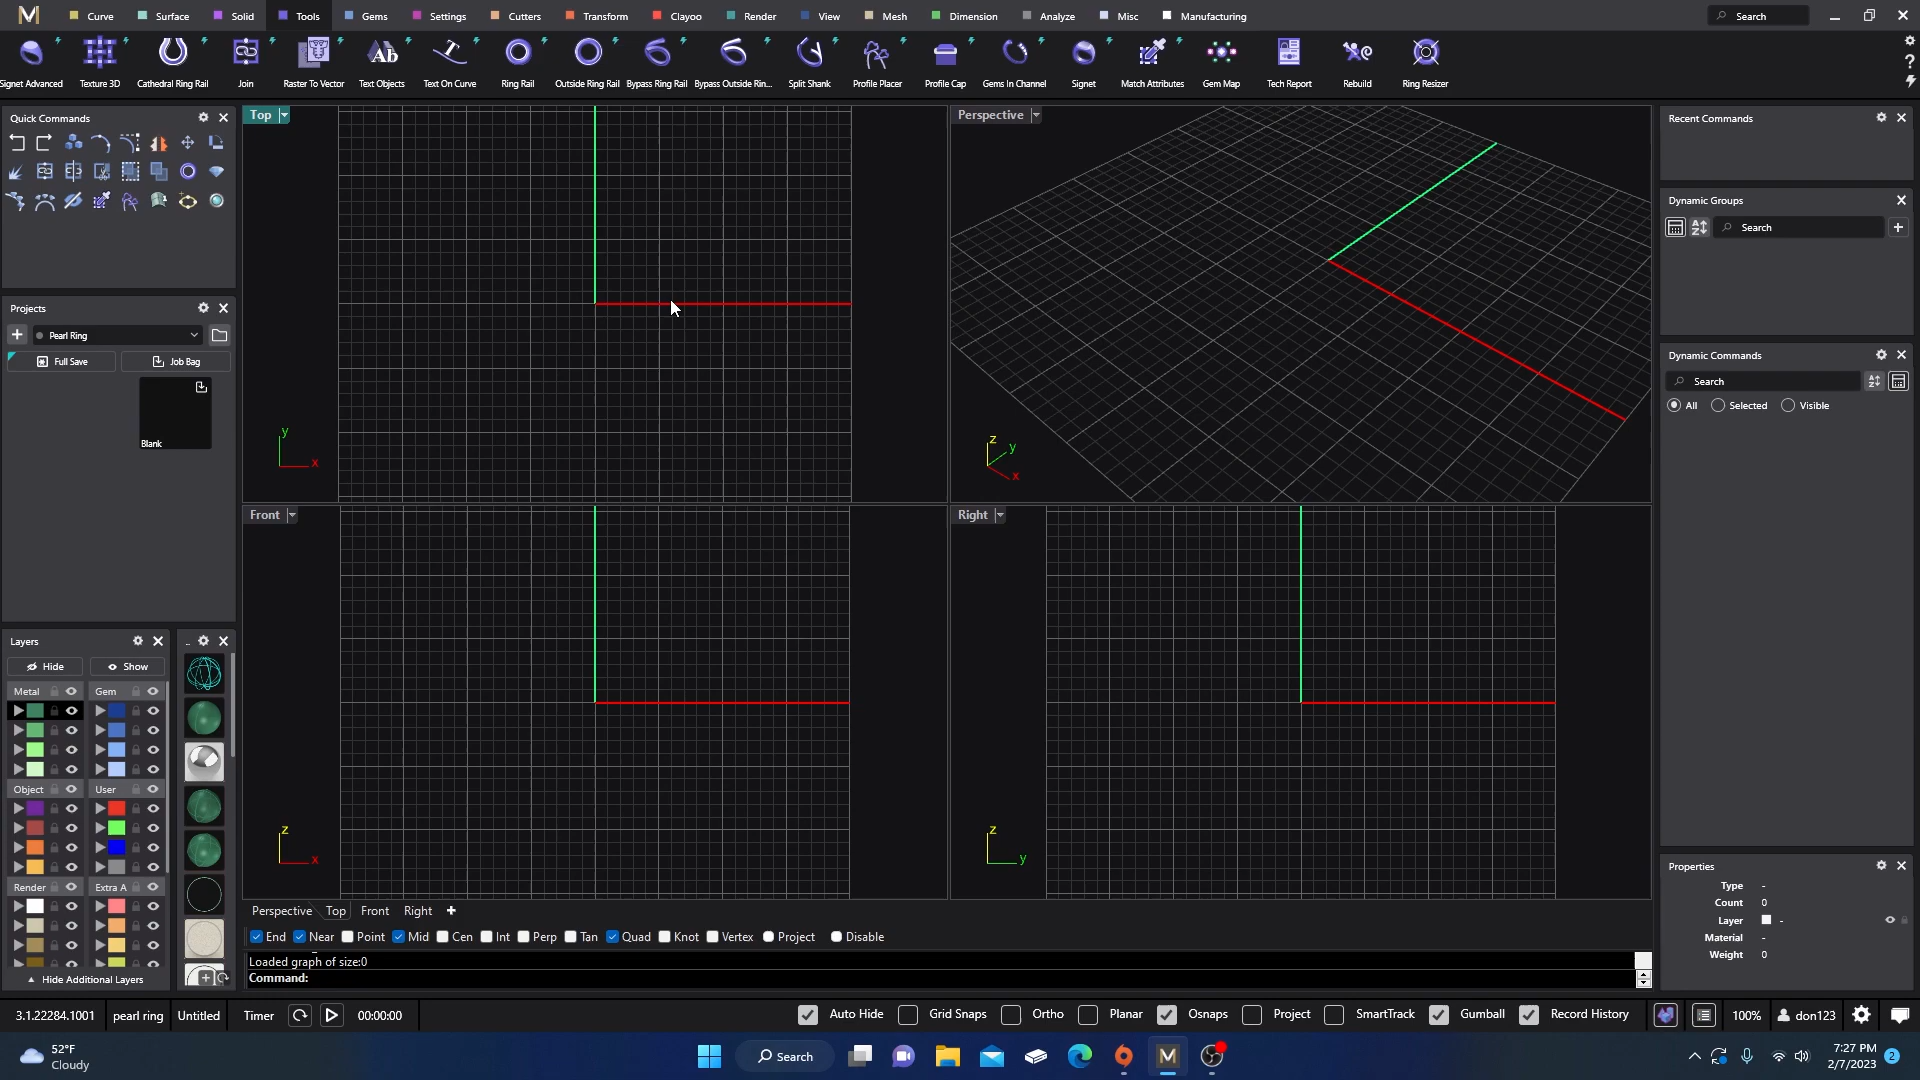 M Curve Surface Solid Tools Gems Settings Cutters Transform Clayoo Render View Mesh Dimension Analyze Misc Manufacturing Search
Signet Advanced Texture 3D Cathedral Ring Rail Join Raster To Vector Text Objects Text On Curve Ring Rail Outside Ring Rail Bypass Ring Rail Bypass Outside Rin... Split Shank Profile Placer Profile Cap Gems In Channel Signet Match Attributes Gem Map Tech Report Rebuild Ring Resizer
Quick Commands
Top
Perspective
Recent Commands
Dynamic Groups
Search
Projects
Pearl Ring
Full Save Job Bag
Blank
Dynamic Commands
Search
All Selected Visible
y
x
z
y
x
Front
Right
Layers
Hide Show
Metal Gem
Object User
Render Extra A
Hide Additional Layers
z
x
z
y
Properties
Type -
Count 0
Layer -
Material -
Weight 0
Perspective Top Front Right
End Near Point Mid Cen Int Perp Tan Quad Knot Vertex Project Disable
Loaded graph of size:0
Command:
3.1.22284.1001 pearl ring Untitled Timer 00:00:00 Auto Hide Grid Snaps Ortho Planar Osnaps Project SmartTrack Gumball Record History 100% don123
52°F
Cloudy
Search
M
7:27 PM
2/7/2023
2